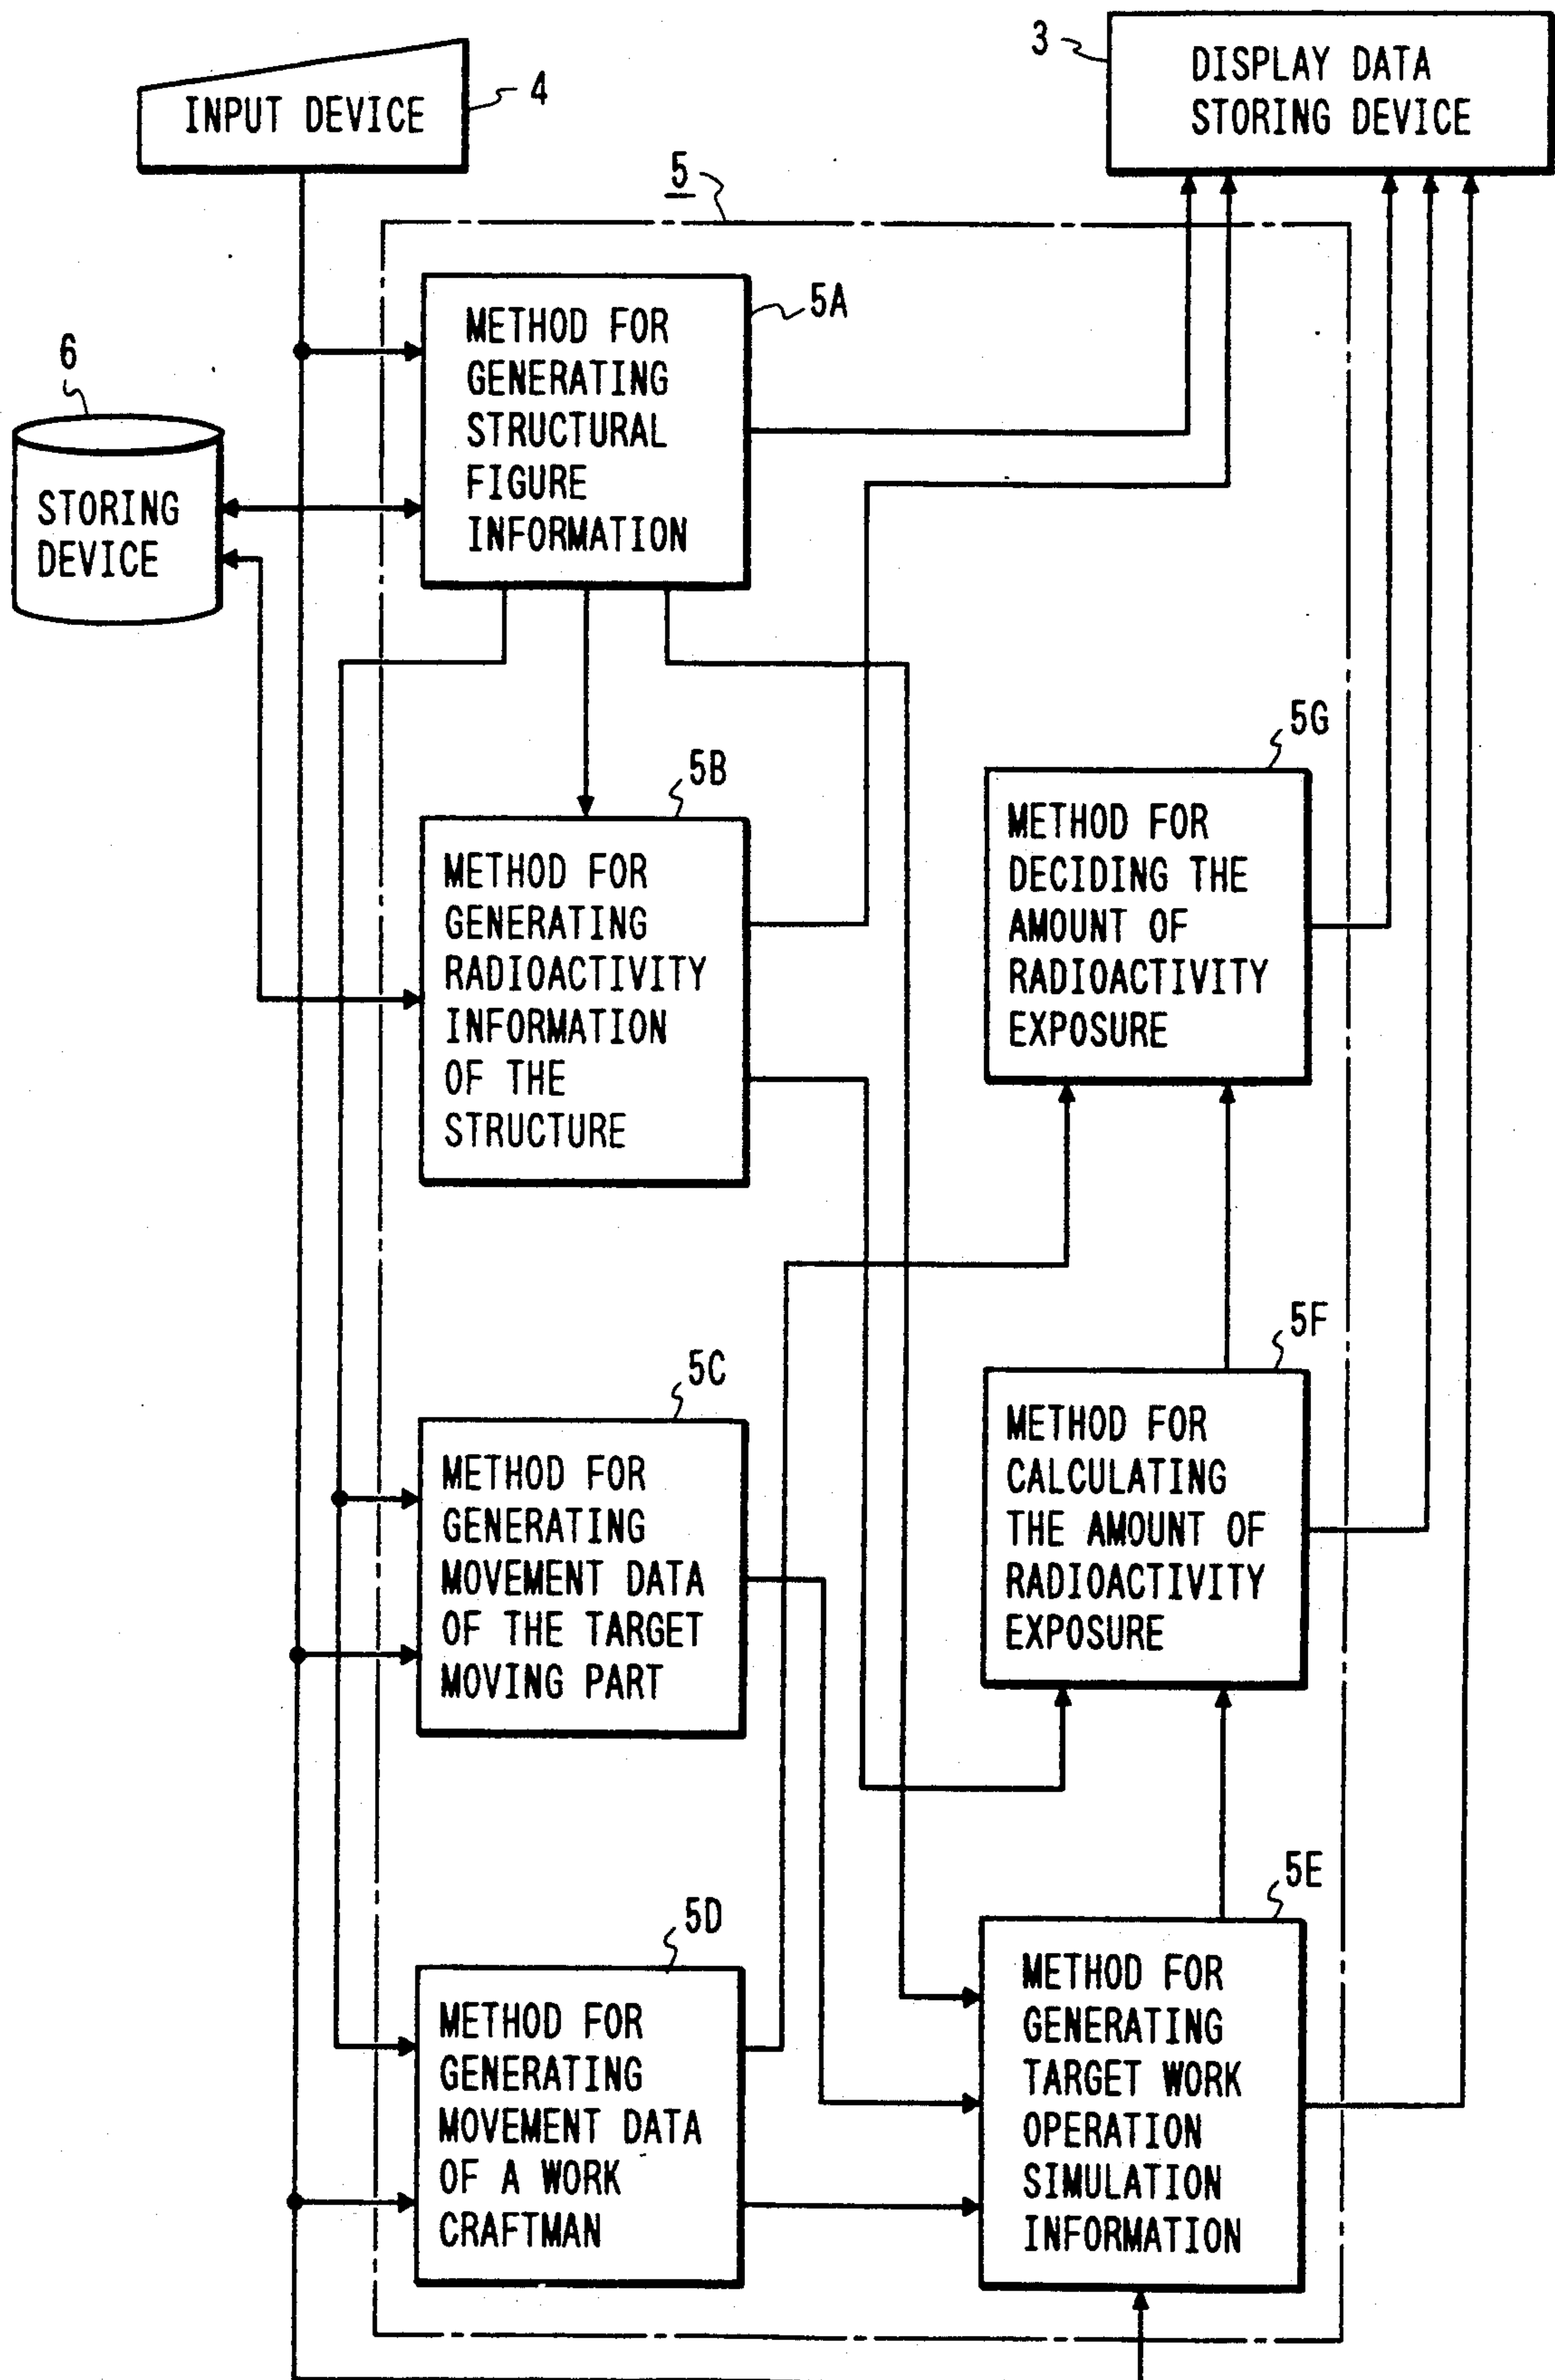 4
INPUT DEVICE
3
DISPLAY DATA
STORING DEVICE
5
5A
METHOD FOR
GENERATING
STRUCTURAL
FIGURE
INFORMATION
6
STORING
DEVICE
5B
METHOD FOR
GENERATING
RADIOACTIVITY
INFORMATION
OF THE
STRUCTURE
5G
METHOD FOR
DECIDING THE
AMOUNT OF
RADIOACTIVITY
EXPOSURE
5C
METHOD FOR
GENERATING
MOVEMENT DATA
OF THE TARGET
MOVING PART
5F
METHOD FOR
CALCULATING
THE AMOUNT OF
RADIOACTIVITY
EXPOSURE
5D
METHOD FOR
GENERATING
MOVEMENT DATA
OF A WORK
CRAFTMAN
5E
METHOD FOR
GENERATING
TARGET WORK
OPERATION
SIMULATION
INFORMATION